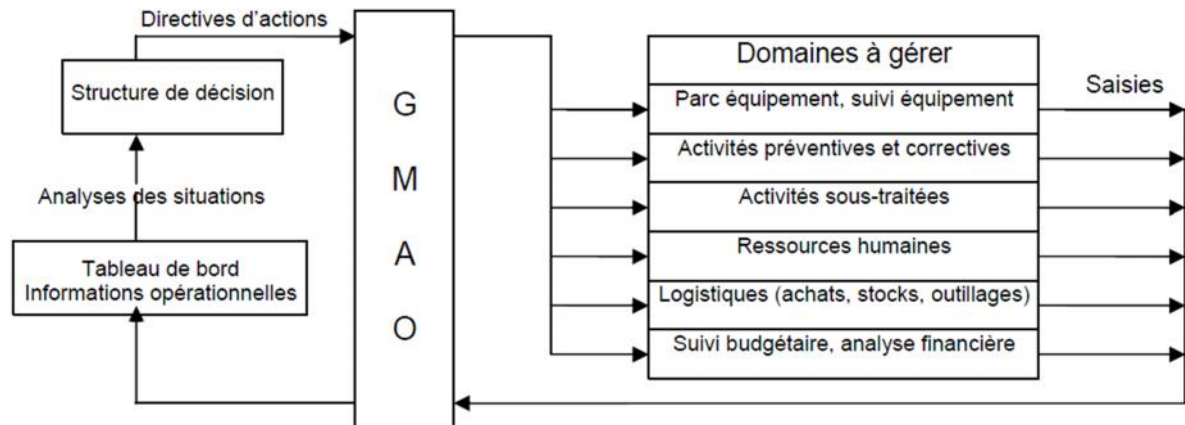 Directives d'actions
Structure de décision
Analyses des situations
Tableau de bord
Informations opérationnelles
G
M
A
O
Domaines à gérer
Parc équipement, suivi équipement
Activités préventives et correctives
Activités sous-traitées
Ressources humaines
Logistiques (achats, stocks, outillages)
Suivi budgétaire, analyse financière
Saisies